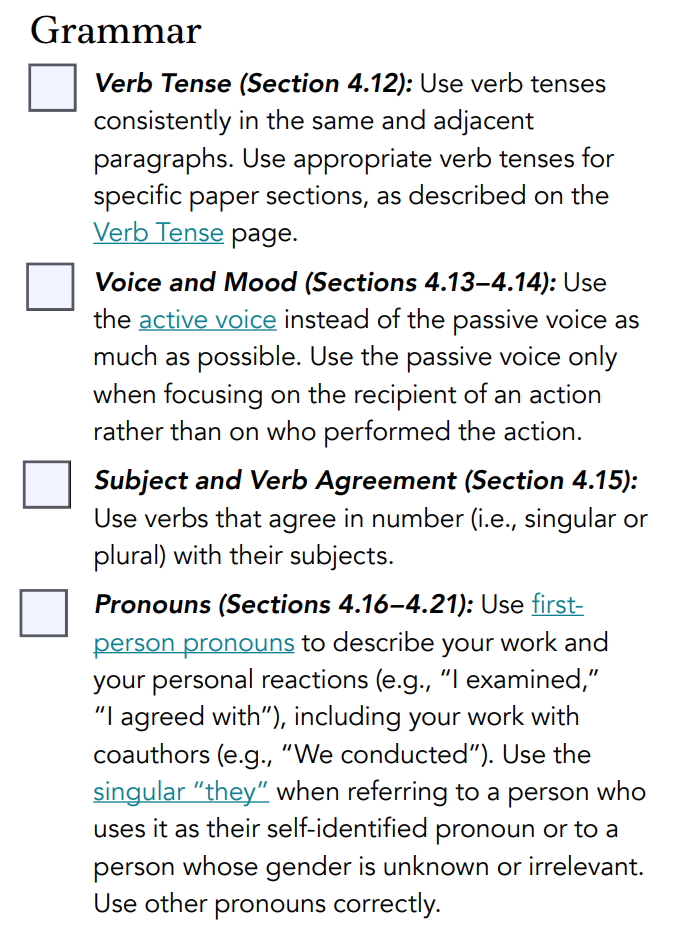 Grammar
Verb Tense (Section 4.12): Use verb tenses
consistently in the same and adjacent
paragraphs. Use appropriate verb tenses for
specific paper sections, as described on the
Verb Tense page.
Voice and Mood (Sections 4.13–4.14): Use
the active voice instead of the passive voice as
much as possible. Use the passive voice only
when focusing on the recipient of an action
rather than on who performed the action.
Subject and Verb Agreement (Section 4.15):
Use verbs that agree in number (i.e., singular or
plural) with their subjects.
Pronouns (Sections 4.16–4.21): Use first-
person pronouns to describe your work and
your personal reactions (e.g., “I examined,”
“I agreed with”), including your work with
coauthors (e.g., “We conducted”). Use the
singular “they” when referring to a person who
uses it as their self-identified pronoun or to a
person whose gender is unknown or irrelevant.
Use other pronouns correctly.